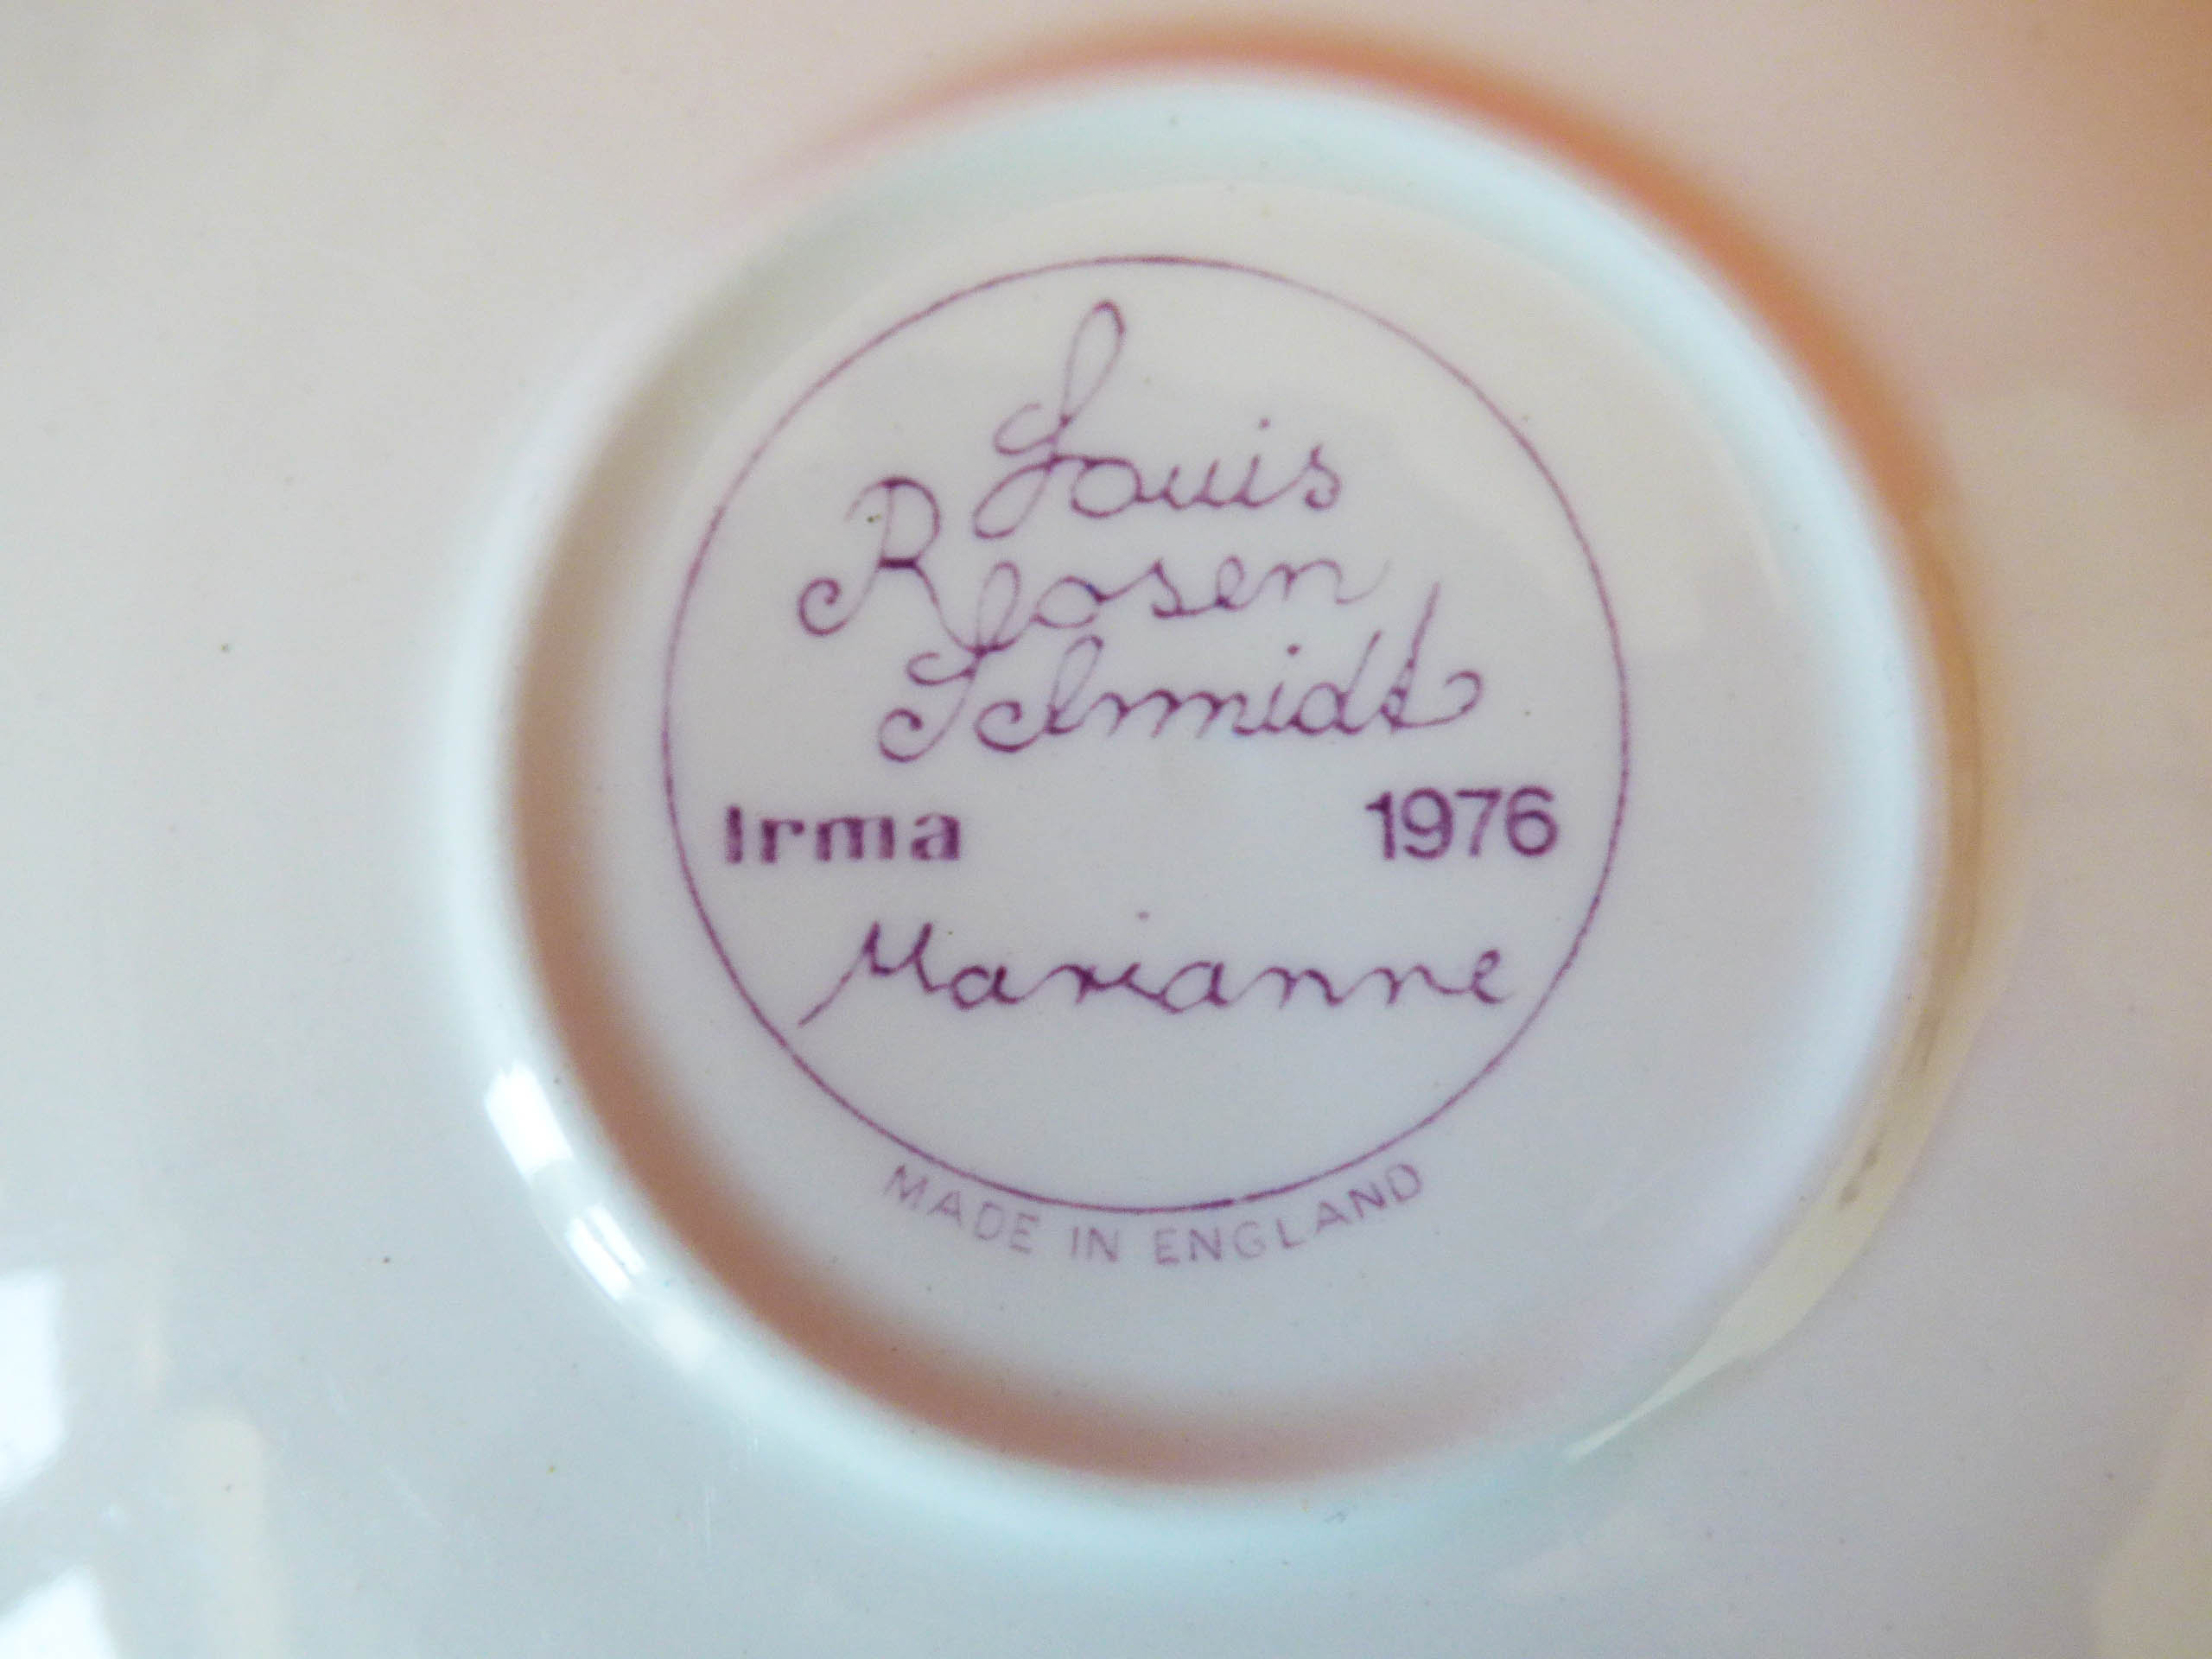 Louis
Rosen
Schmidt
Irma 1976
Marianne
MADE IN ENGLAND